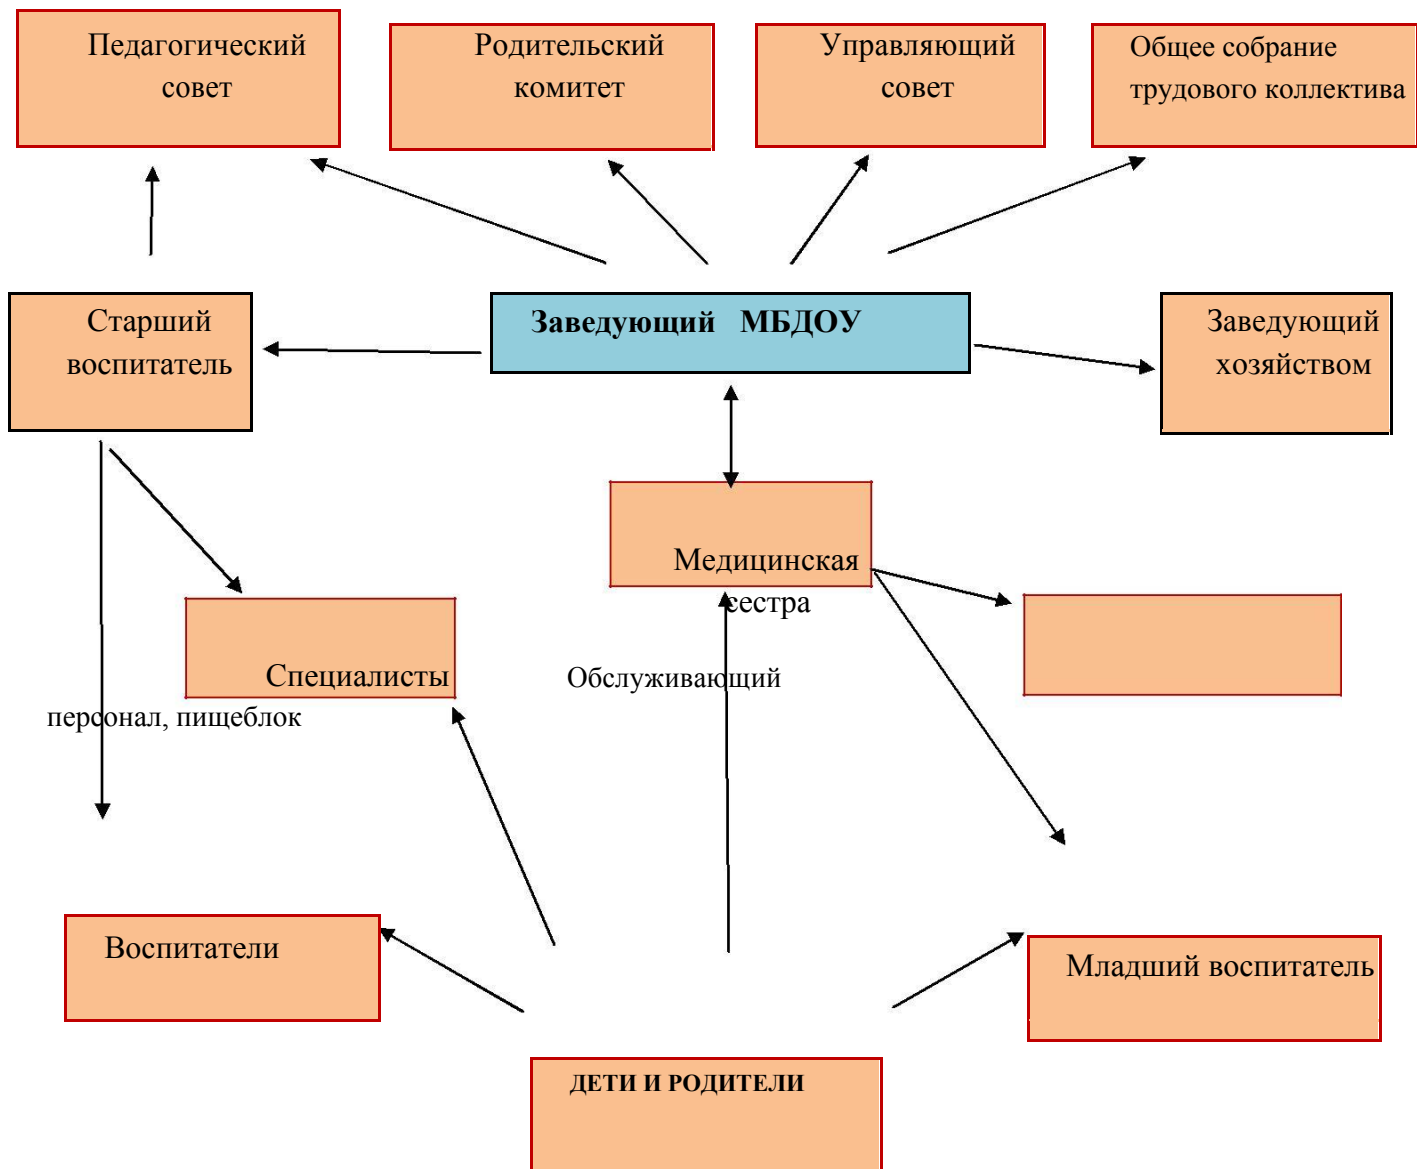 Педагогический
совет
Родительский
комитет
Управляющий
совет
Общее собрание
трудового коллектива
Старший
воспитатель
Заведующий МБДОУ
Заведующий
хозяйством
Медицинская
сестра
Специалисты
Обслуживающий
персонал, пищеблок
Воспитатели
Младший воспитатель
ДЕТИ И РОДИТЕЛИ